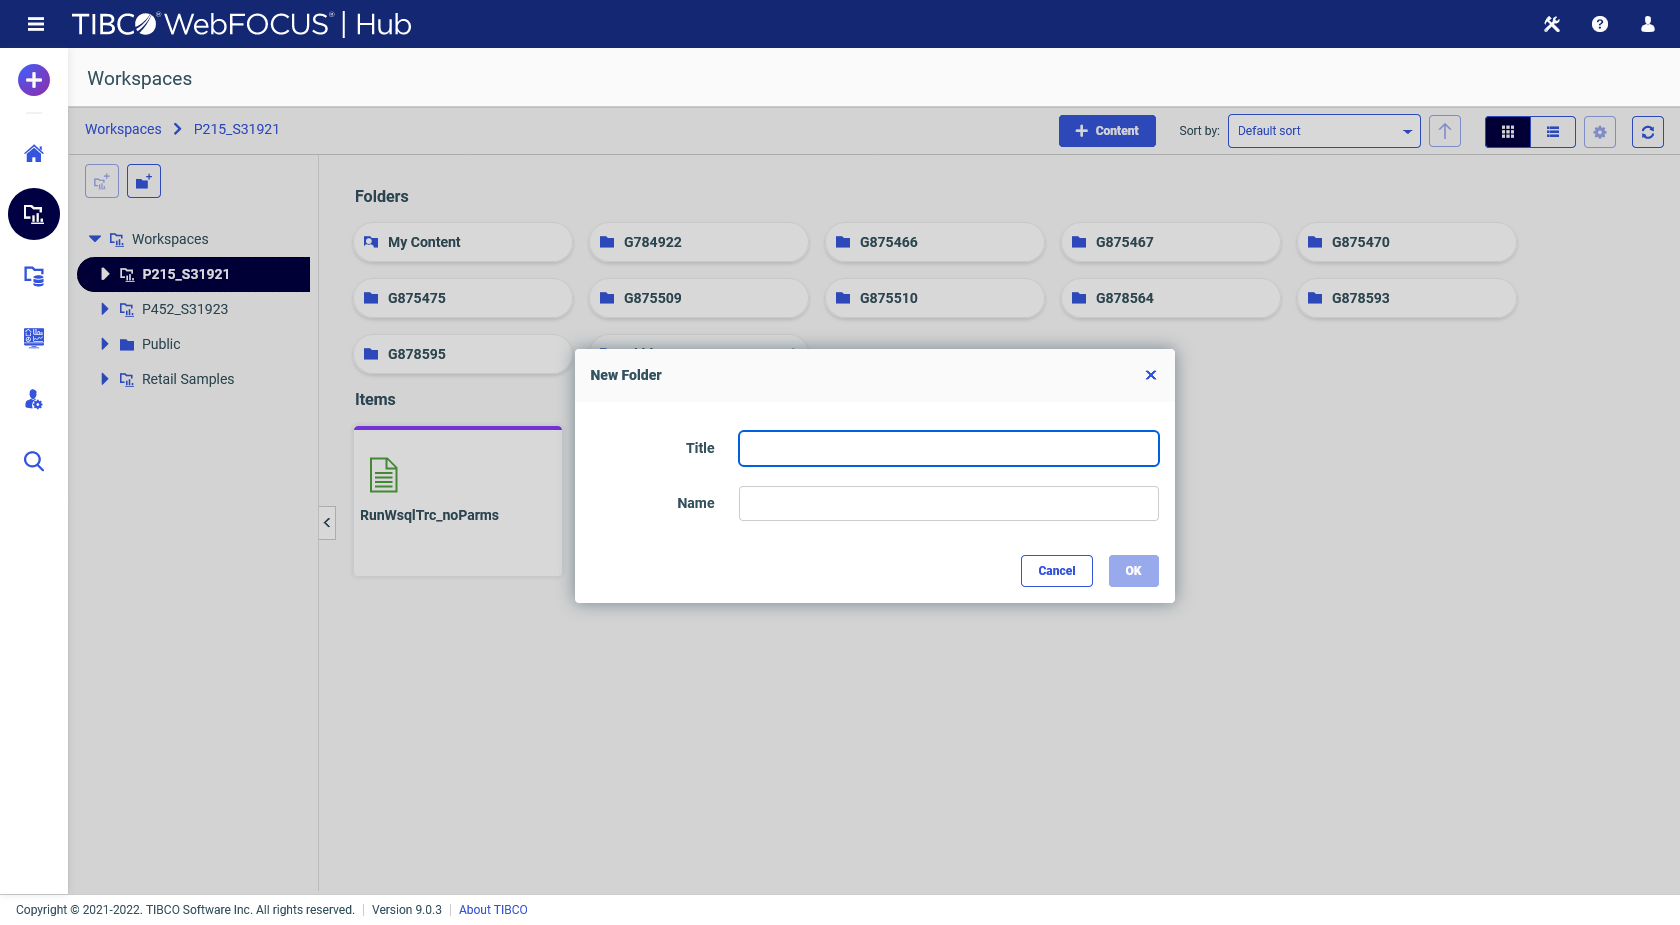 TIBCO WebFOCUS® | Hub
Workspaces
Workspaces > P215_S31921
+ Content
Sort by:
Default sort
Workspaces
P215_S31921
P452_S31923
Public
Retail Samples
Folders
My Content
G784922
G875466
G875467
G875470
G875475
G875509
G875510
G878564
G878593
G878595
Items
RunWsqlTrc_noParms
New Folder
Title
Name
Cancel
OK
Copyright © 2021-2022. TIBCO Software Inc. All rights reserved. | Version 9.0.3 | About TIBCO